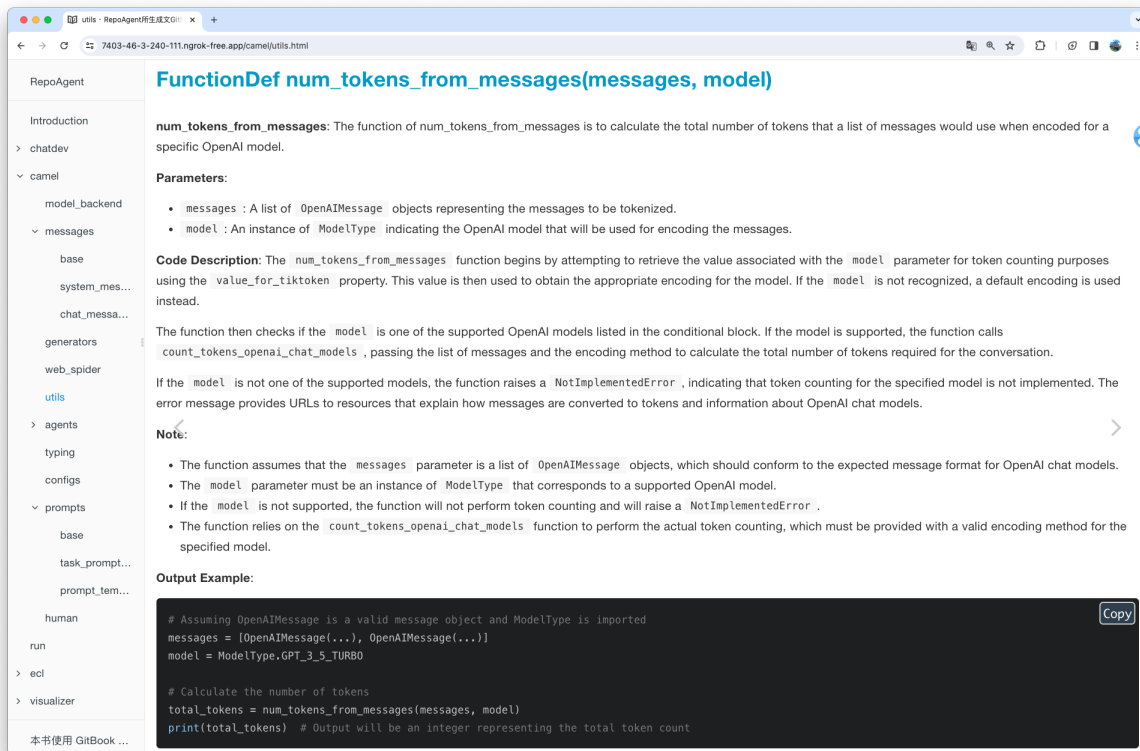 utils · RepoAgent所生成文Git
7403-46-3-240-111.ngrok-free.app/camel/utils.html
RepoAgent
Introduction
chatdev
camel
model_backend
messages
base
system_mes...
chat_messa...
generators
web_spider
utils
agents
typing
configs
prompts
base
task_prompt...
prompt_tem...
human
run
ecl
visualizer
本书使用 GitBook ...
FunctionDef num_tokens_from_messages(messages, model)
num_tokens_from_messages: The function of num_tokens_from_messages is to calculate the total number of tokens that a list of messages would use when encoded for a
specific OpenAI model.
Parameters:
• messages : A list of OpenAIMessage objects representing the messages to be tokenized.
• model : An instance of ModelType indicating the OpenAI model that will be used for encoding the messages.
Code Description: The num_tokens_from_messages function begins by attempting to retrieve the value associated with the model parameter for token counting purposes
using the value_for_tiktoken property. This value is then used to obtain the appropriate encoding for the model. If the model is not recognized, a default encoding is used
instead.
The function then checks if the model is one of the supported OpenAI models listed in the conditional block. If the model is supported, the function calls
count_tokens_openai_chat_models , passing the list of messages and the encoding method to calculate the total number of tokens required for the conversation.
If the model is not one of the supported models, the function raises a NotImplementedError , indicating that token counting for the specified model is not implemented. The
error message provides URLs to resources that explain how messages are converted to tokens and information about OpenAI chat models.
Note:
• The function assumes that the messages parameter is a list of OpenAIMessage objects, which should conform to the expected message format for OpenAI chat models.
• The model parameter must be an instance of ModelType that corresponds to a supported OpenAI model.
• If the model is not supported, the function will not perform token counting and will raise a NotImplementedError .
• The function relies on the count_tokens_openai_chat_models function to perform the actual token counting, which must be provided with a valid encoding method for the
specified model.
Output Example:
Copy
# Assuming OpenAIMessage is a valid message object and ModelType is imported
messages = [OpenAIMessage(...), OpenAIMessage(...)]
model = ModelType.GPT_3_5_TURBO
# Calculate the number of tokens
total_tokens = num_tokens_from_messages(messages, model)
print(total_tokens)  # Output will be an integer representing the total token count